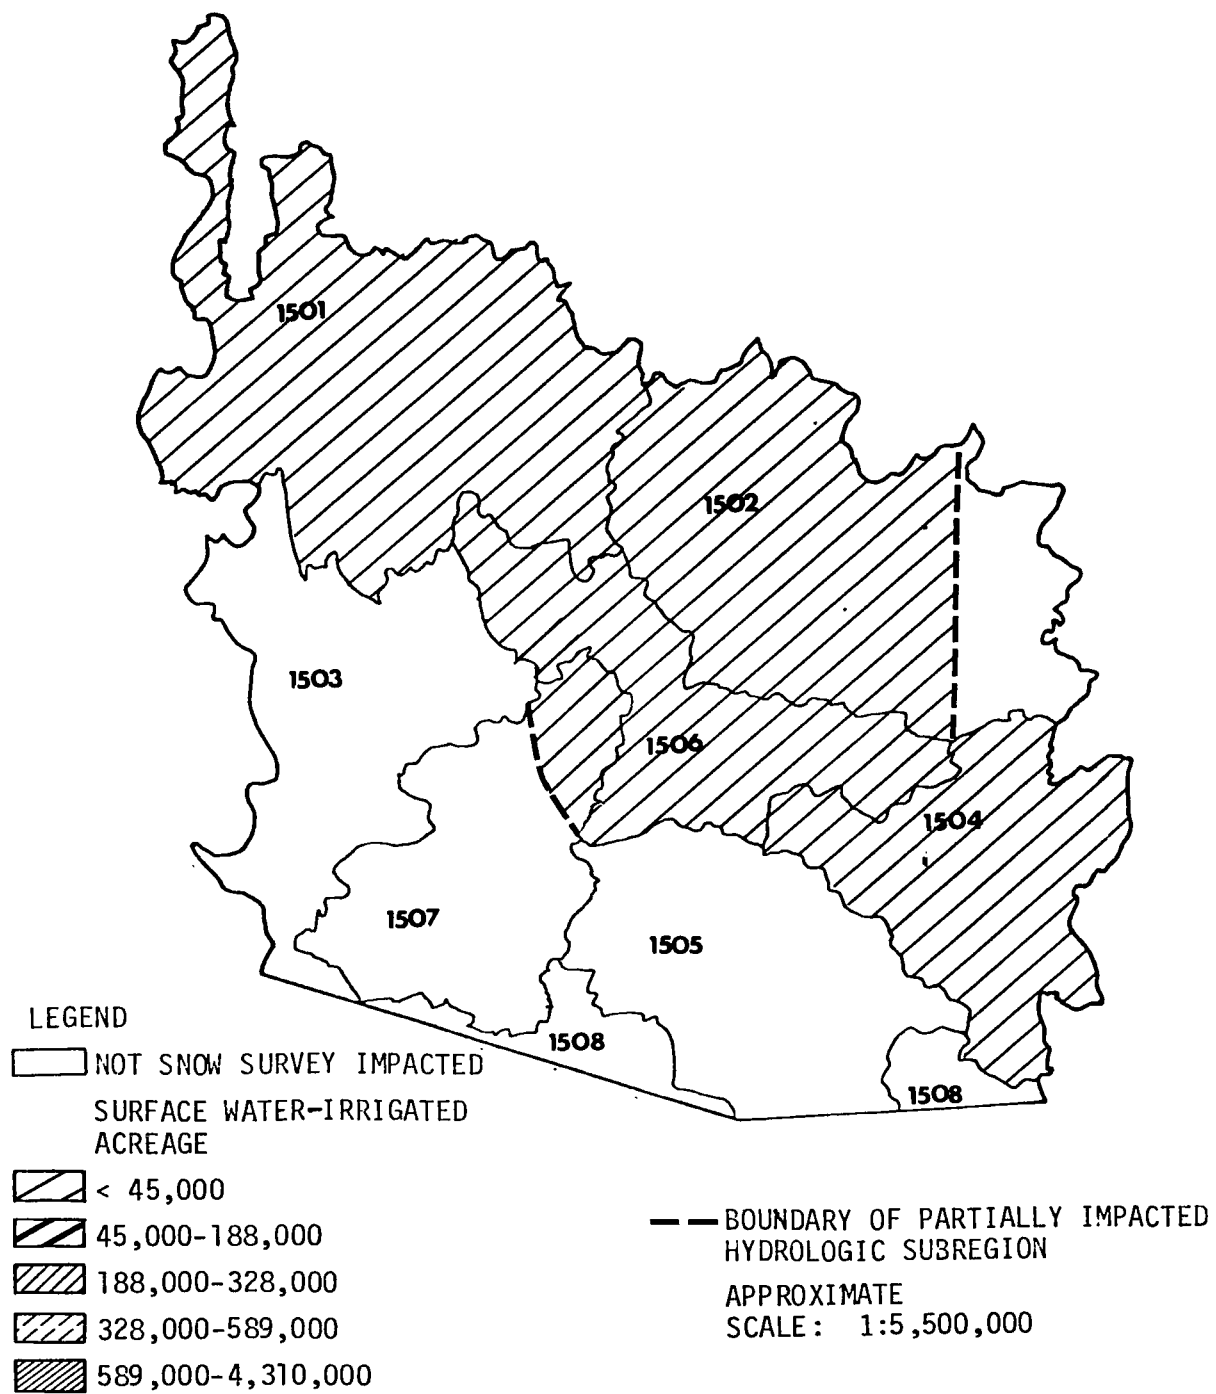 1501
1502
1503
1506
1504
1507
1505
1508
1508
LEGEND
NOT SNOW SURVEY IMPACTED
SURFACE WATER-IRRIGATED
ACREAGE
< 45,000
45,000-188,000
188,000-328,000
328,000-589,000
589,000-4,310,000
BOUNDARY OF PARTIALLY IMPACTED
HYDROLOGIC SUBREGION
APPROXIMATE
SCALE: 1:5,500,000